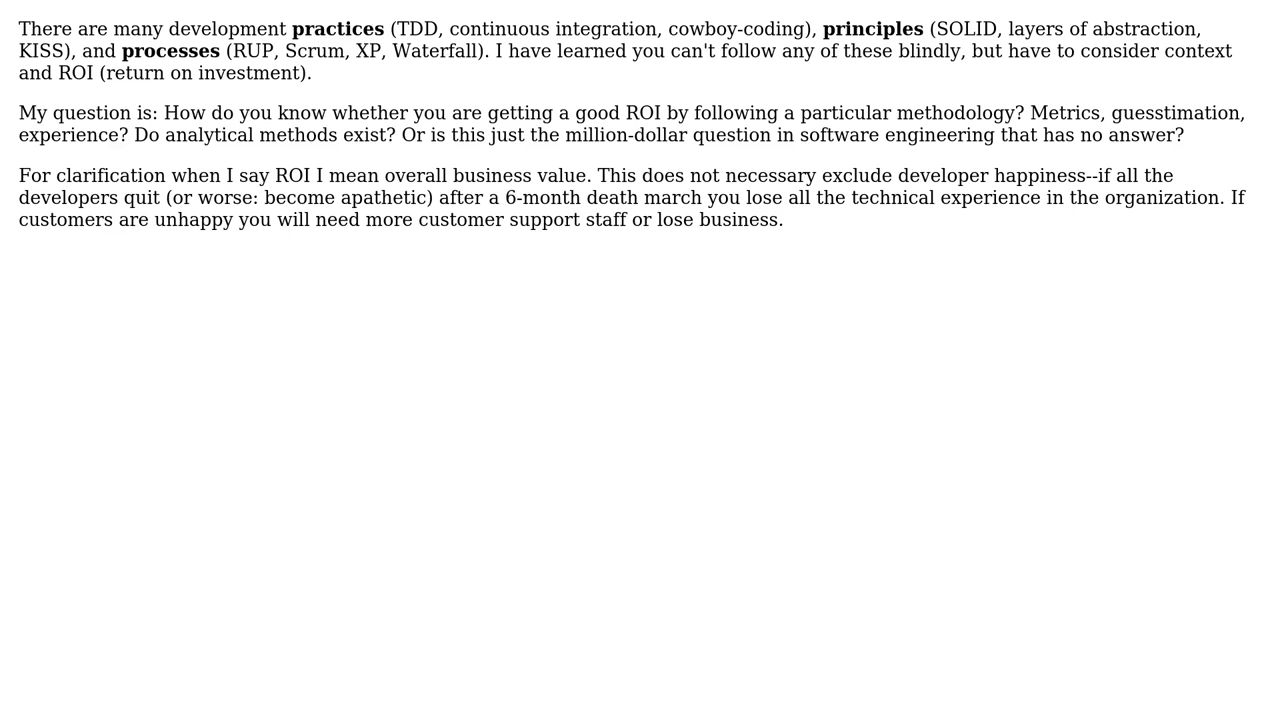 There are many development practices (TDD, continuous integration, cowboy-coding), principles (SOLID, layers of abstraction,
KISS), and processes (RUP, Scrum, XP, Waterfall). I have learned you can't follow any of these blindly, but have to consider context
and ROI (return on investment).
My question is: How do you know whether you are getting a good ROI by following a particular methodology? Metrics, guesstimation,
experience? Do analytical methods exist? Or is this just the million-dollar question in software engineering that has no answer?
For clarification when I say ROI I mean overall business value. This does not necessary exclude developer happiness--if all the
developers quit (or worse: become apathetic) after a 6-month death march you lose all the technical experience in the organization. If
customers are unhappy you will need more customer support staff or lose business.